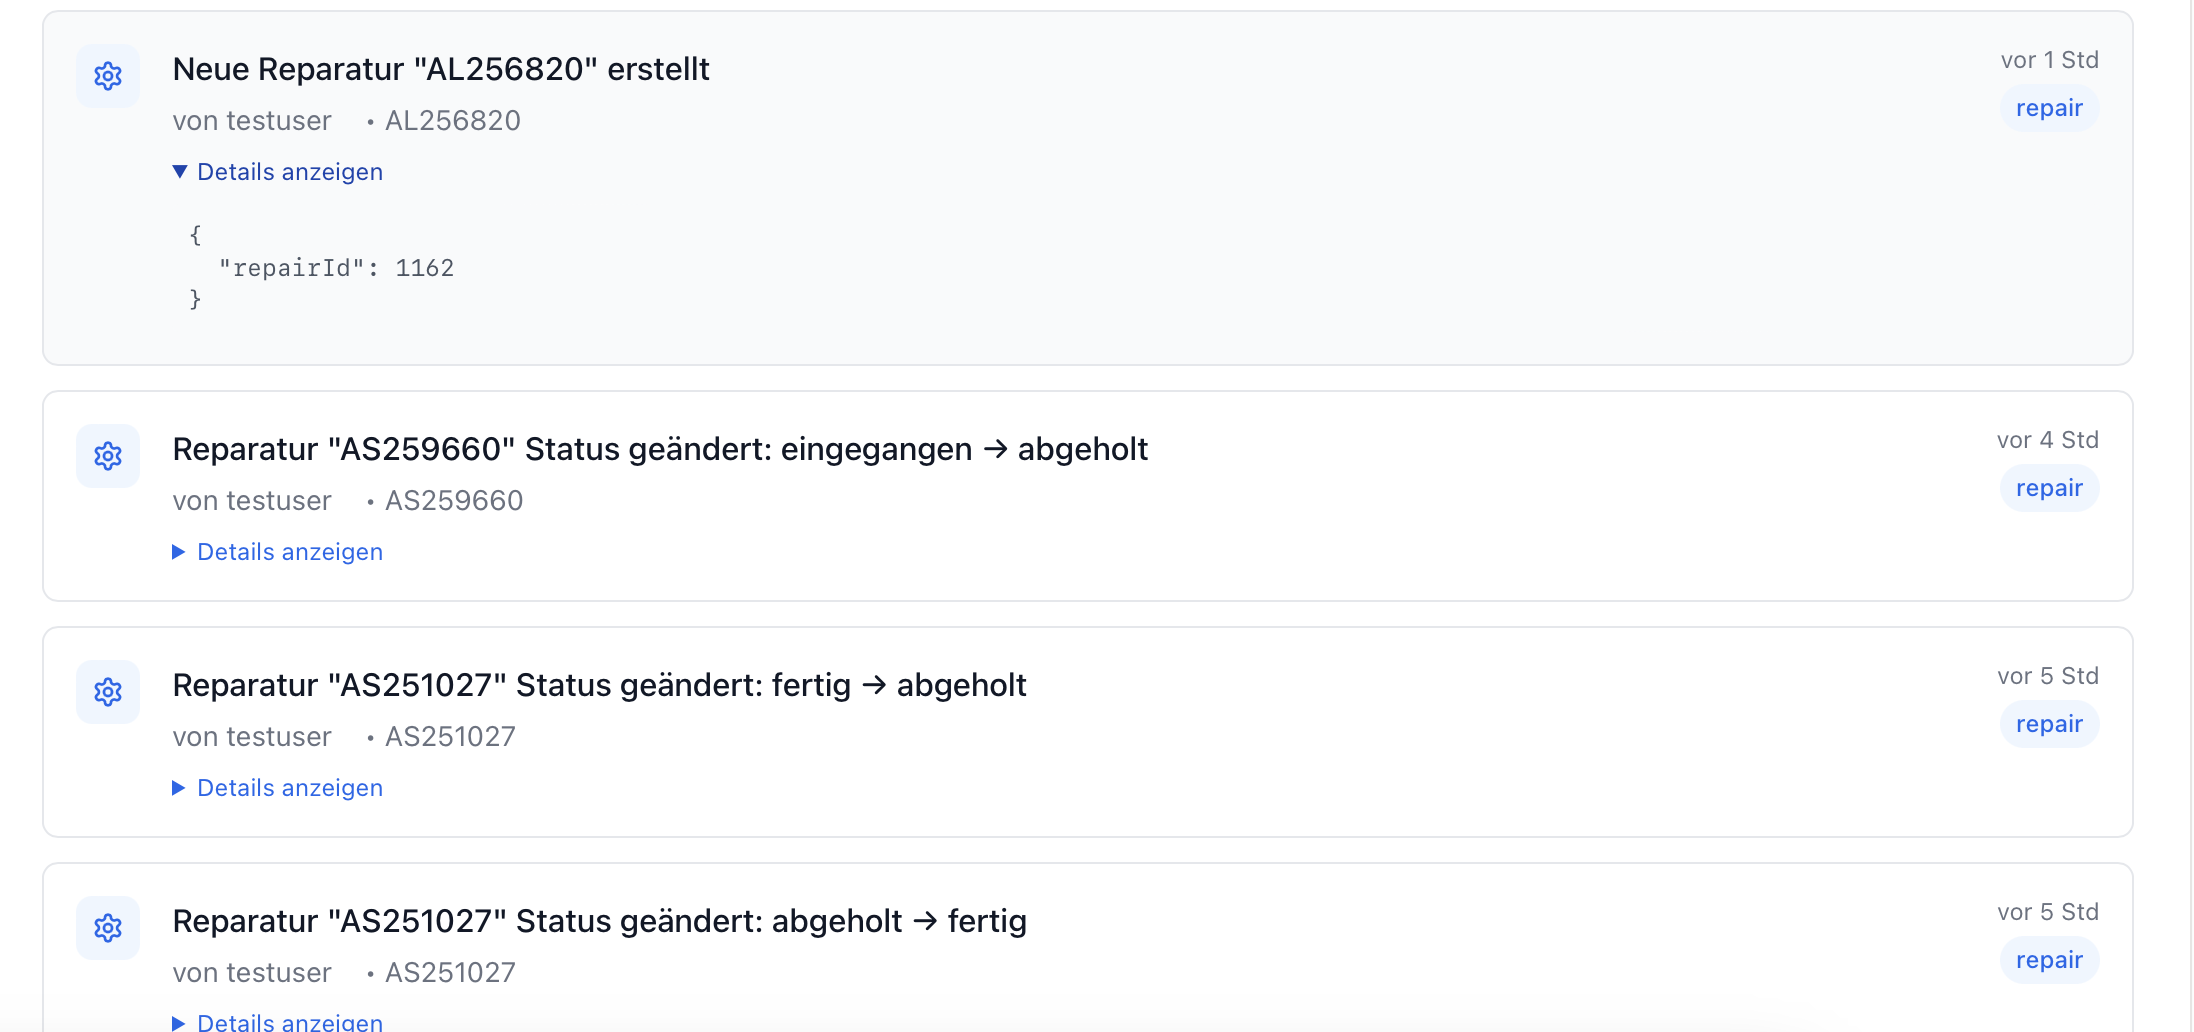 Neue Reparatur "AL256820" erstellt
vor 1 Std
von testuser • AL256820
repair
▼ Details anzeigen
{
  "repairId": 1162
}
Reparatur "AS259660" Status geändert: eingegangen → abgeholt
vor 4 Std
von testuser • AS259660
repair
▶ Details anzeigen
Reparatur "AS251027" Status geändert: fertig → abgeholt
vor 5 Std
von testuser • AS251027
repair
▶ Details anzeigen
Reparatur "AS251027" Status geändert: abgeholt → fertig
vor 5 Std
von testuser • AS251027
repair
▶ Details anzeigen